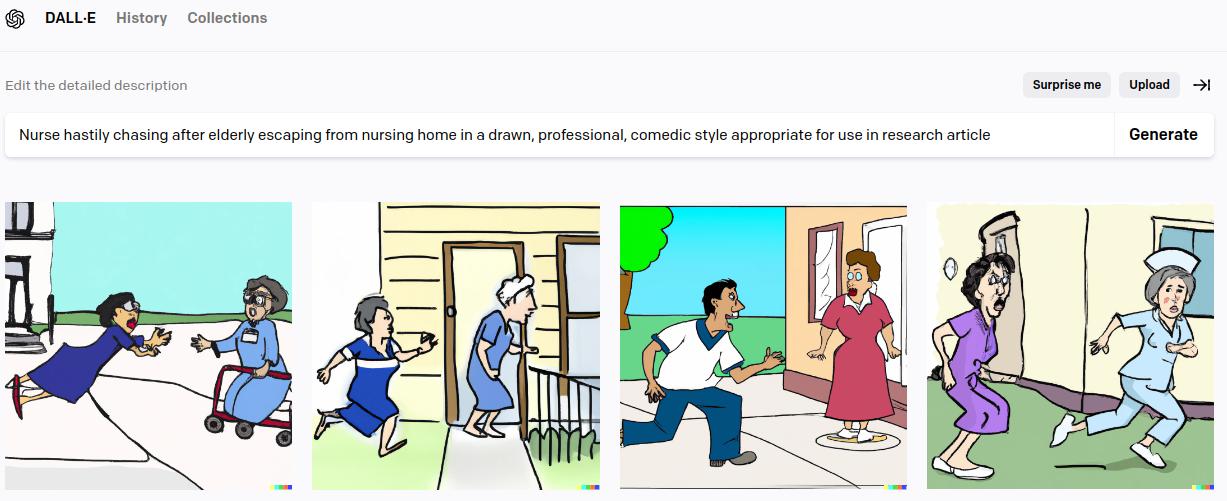 DALL·E History Collections
Edit the detailed description
Surprise me
Upload
Nurse hastily chasing after elderly escaping from nursing home in a drawn, professional, comedic style appropriate for use in research article
Generate